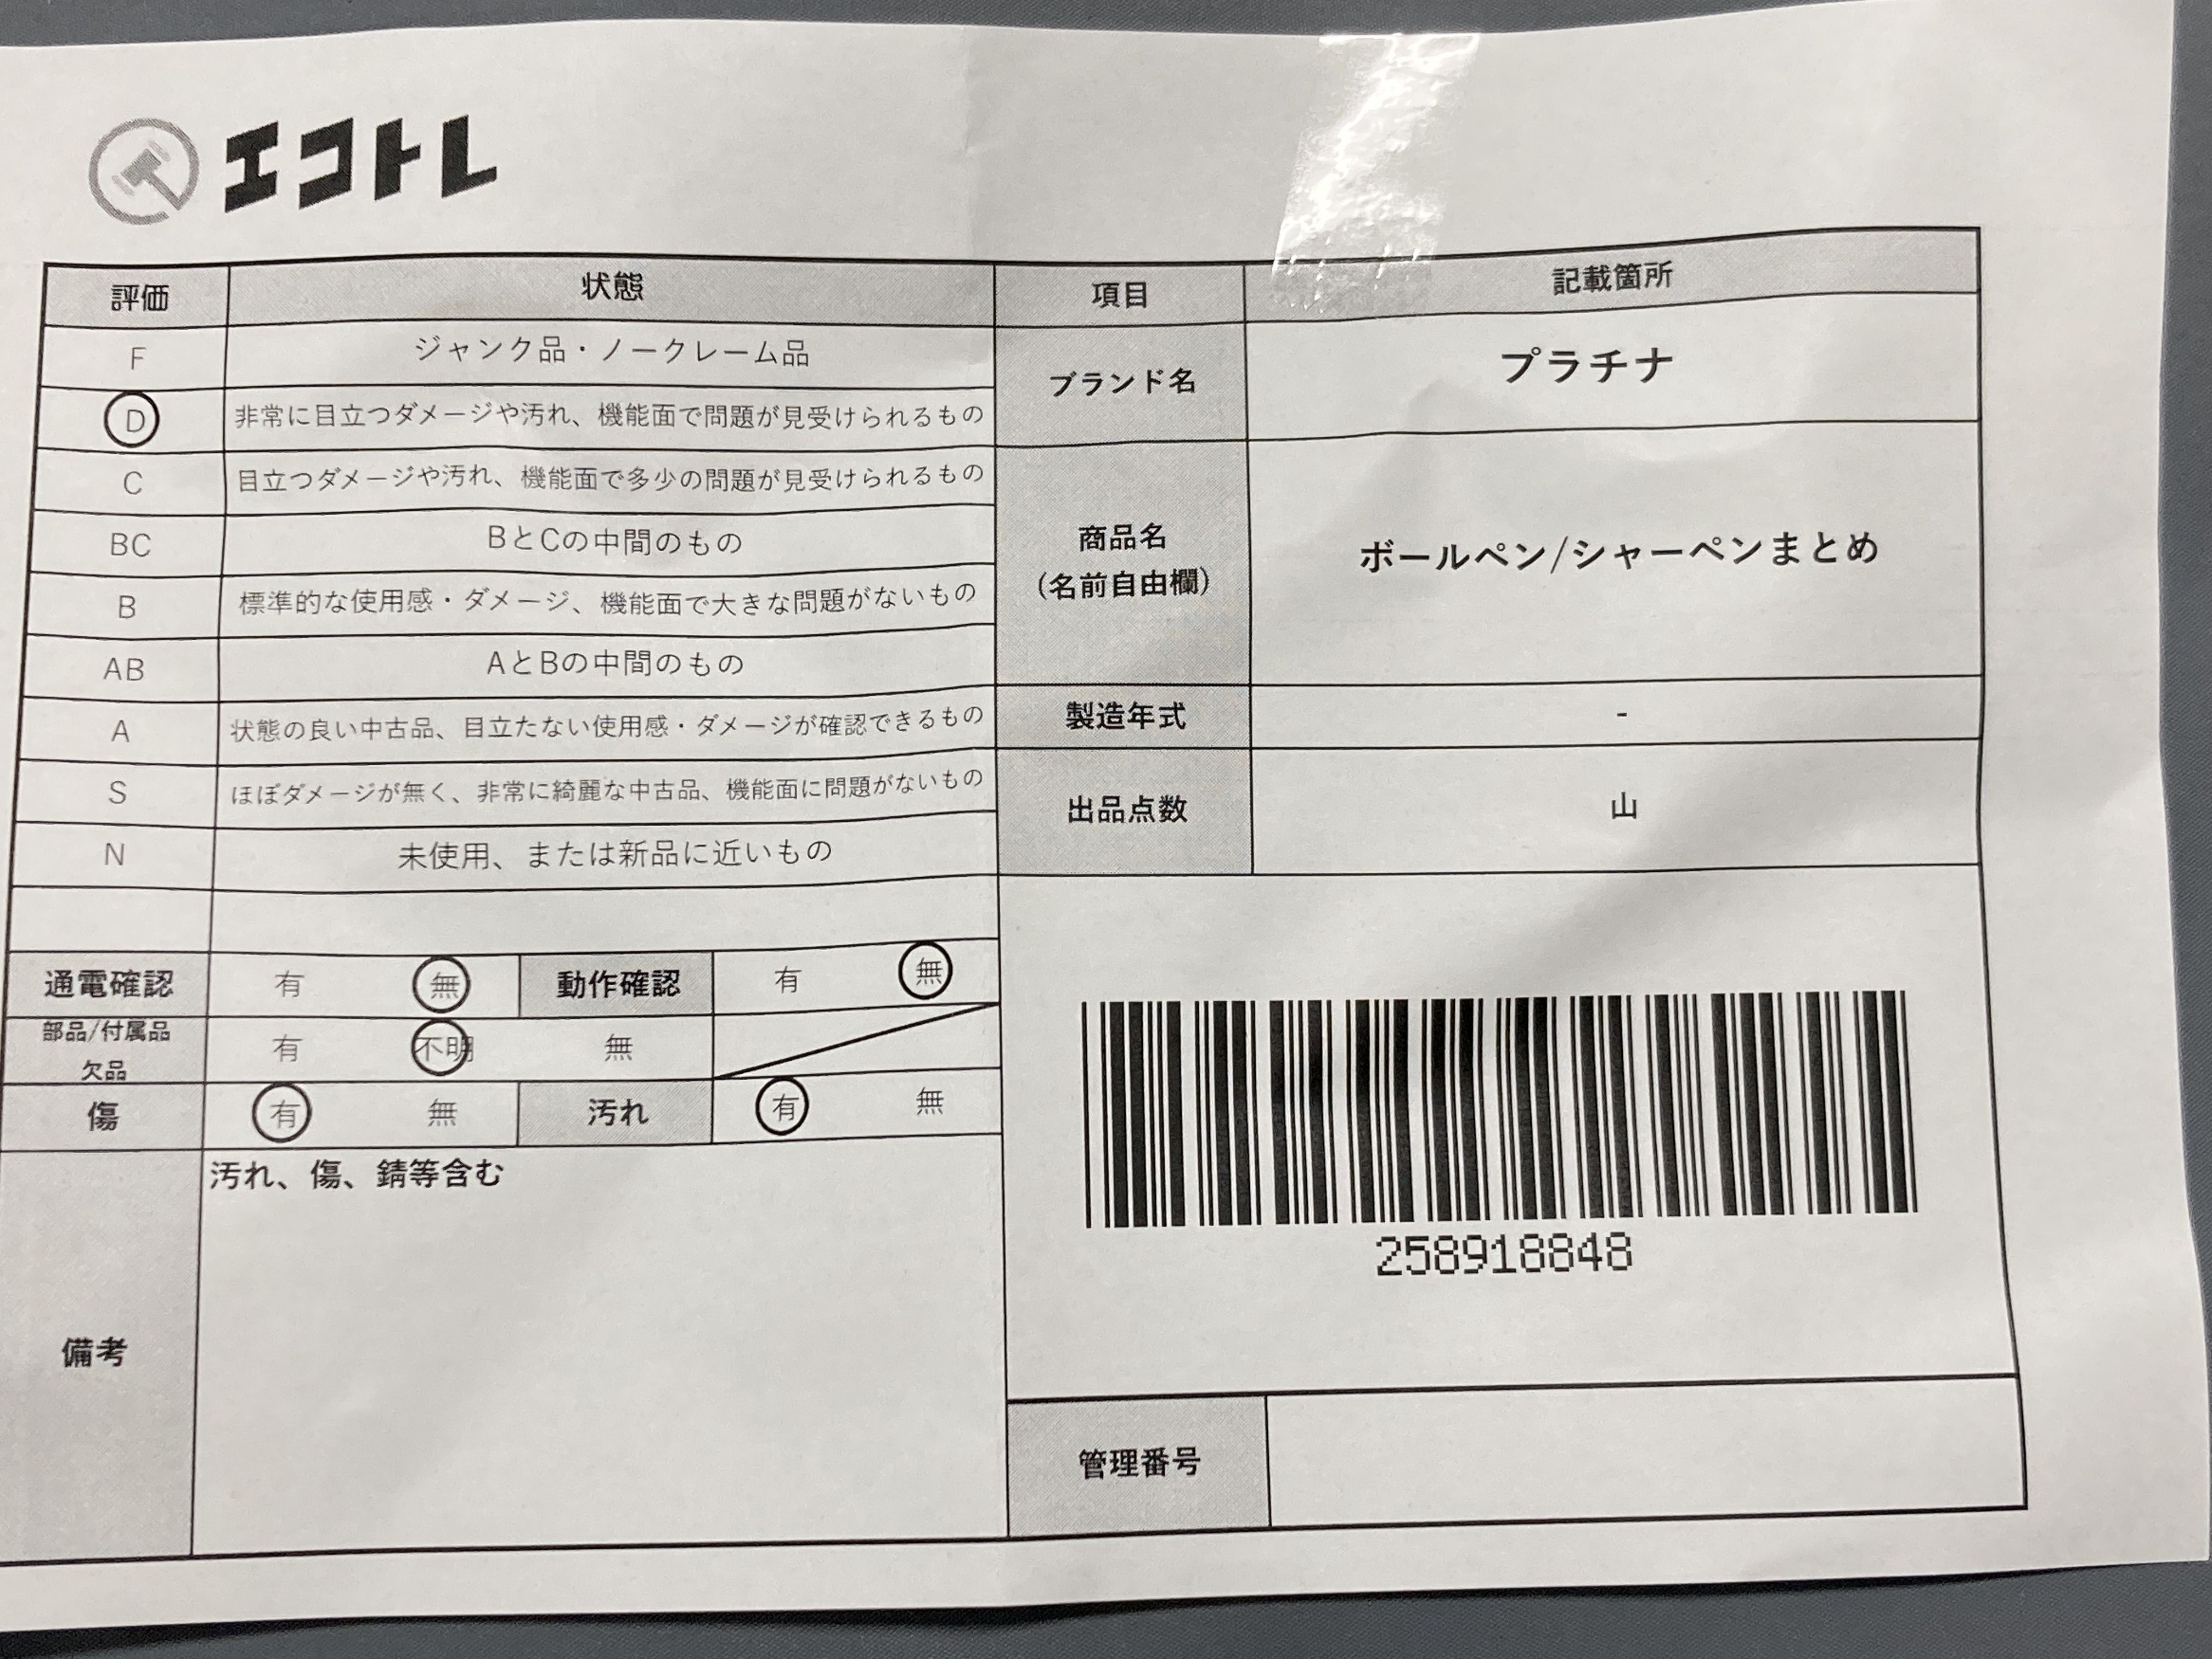 エコトレ
評価 状態 項目 記載箇所
F ジャンク品・ノークレーム品
D 非常に目立つダメージや汚れ、機能面で問題が見受けられるもの
ブランド名 プラチナ
C 目立つダメージや汚れ、機能面で多少の問題が見受けられるもの
BC BとCの中間のもの
商品名
(名前自由欄)
ボールペン/シャーペンまとめ
B 標準的な使用感・ダメージ、機能面で大きな問題がないもの
AB AとBの中間のもの
A 状態の良い中古品、目立たない使用感・ダメージが確認できるもの
製造年式 -
S ほぼダメージが無く、非常に綺麗な中古品、機能面に問題がないもの
出品点数 山
N 未使用、または新品に近いもの
通電確認 有 無 動作確認 有 無
部品/付属品
欠品
有 不明 無
傷 有 無 汚れ 有 無
備考
汚れ、傷、錆等含む
258918848
管理番号